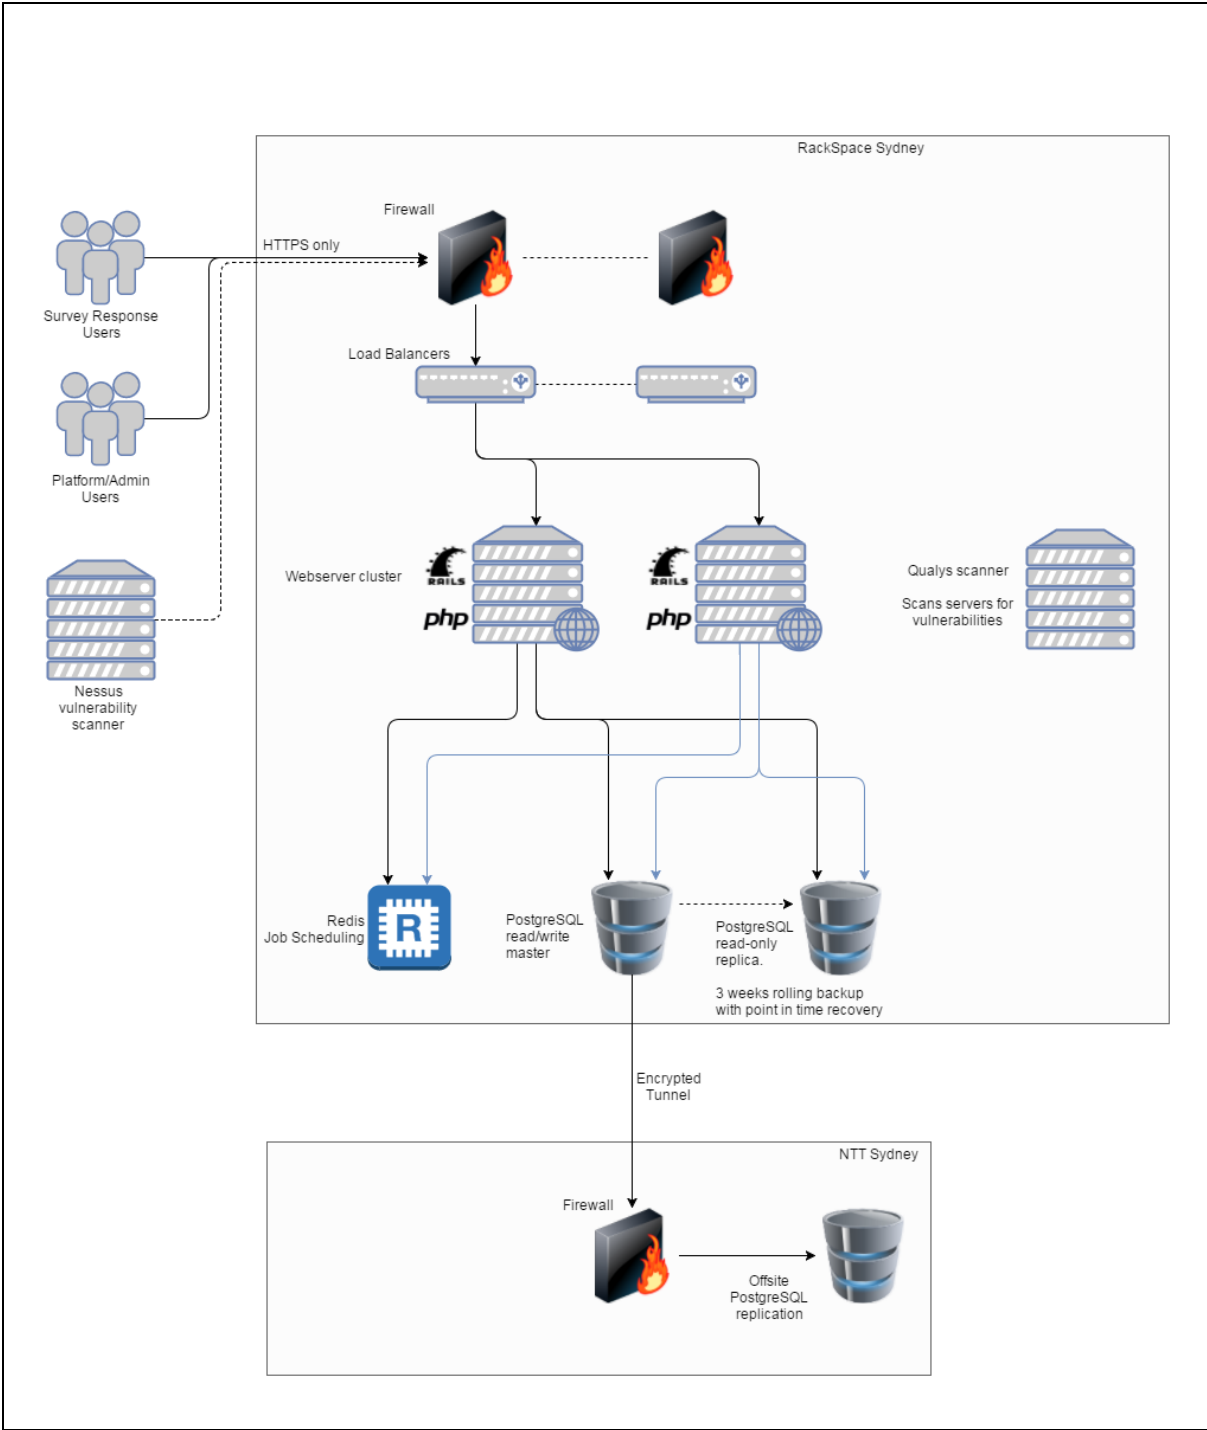 RackSpace Sydney
Firewall
HTTPS only
Survey Response
Users
Load Balancers
Platform/Admin
Users
RAILS
php
RAILS
php
Webserver cluster
Qualys scanner
Scans servers for
vulnerabilities
Nessus
vulnerability
scanner
Redis
Job Scheduling
R
PostgreSQL
read/write
master
PostgreSQL
read-only
replica.
3 weeks rolling backup
with point in time recovery
Encrypted
Tunnel
NTT Sydney
Firewall
Offsite
PostgreSQL
replication